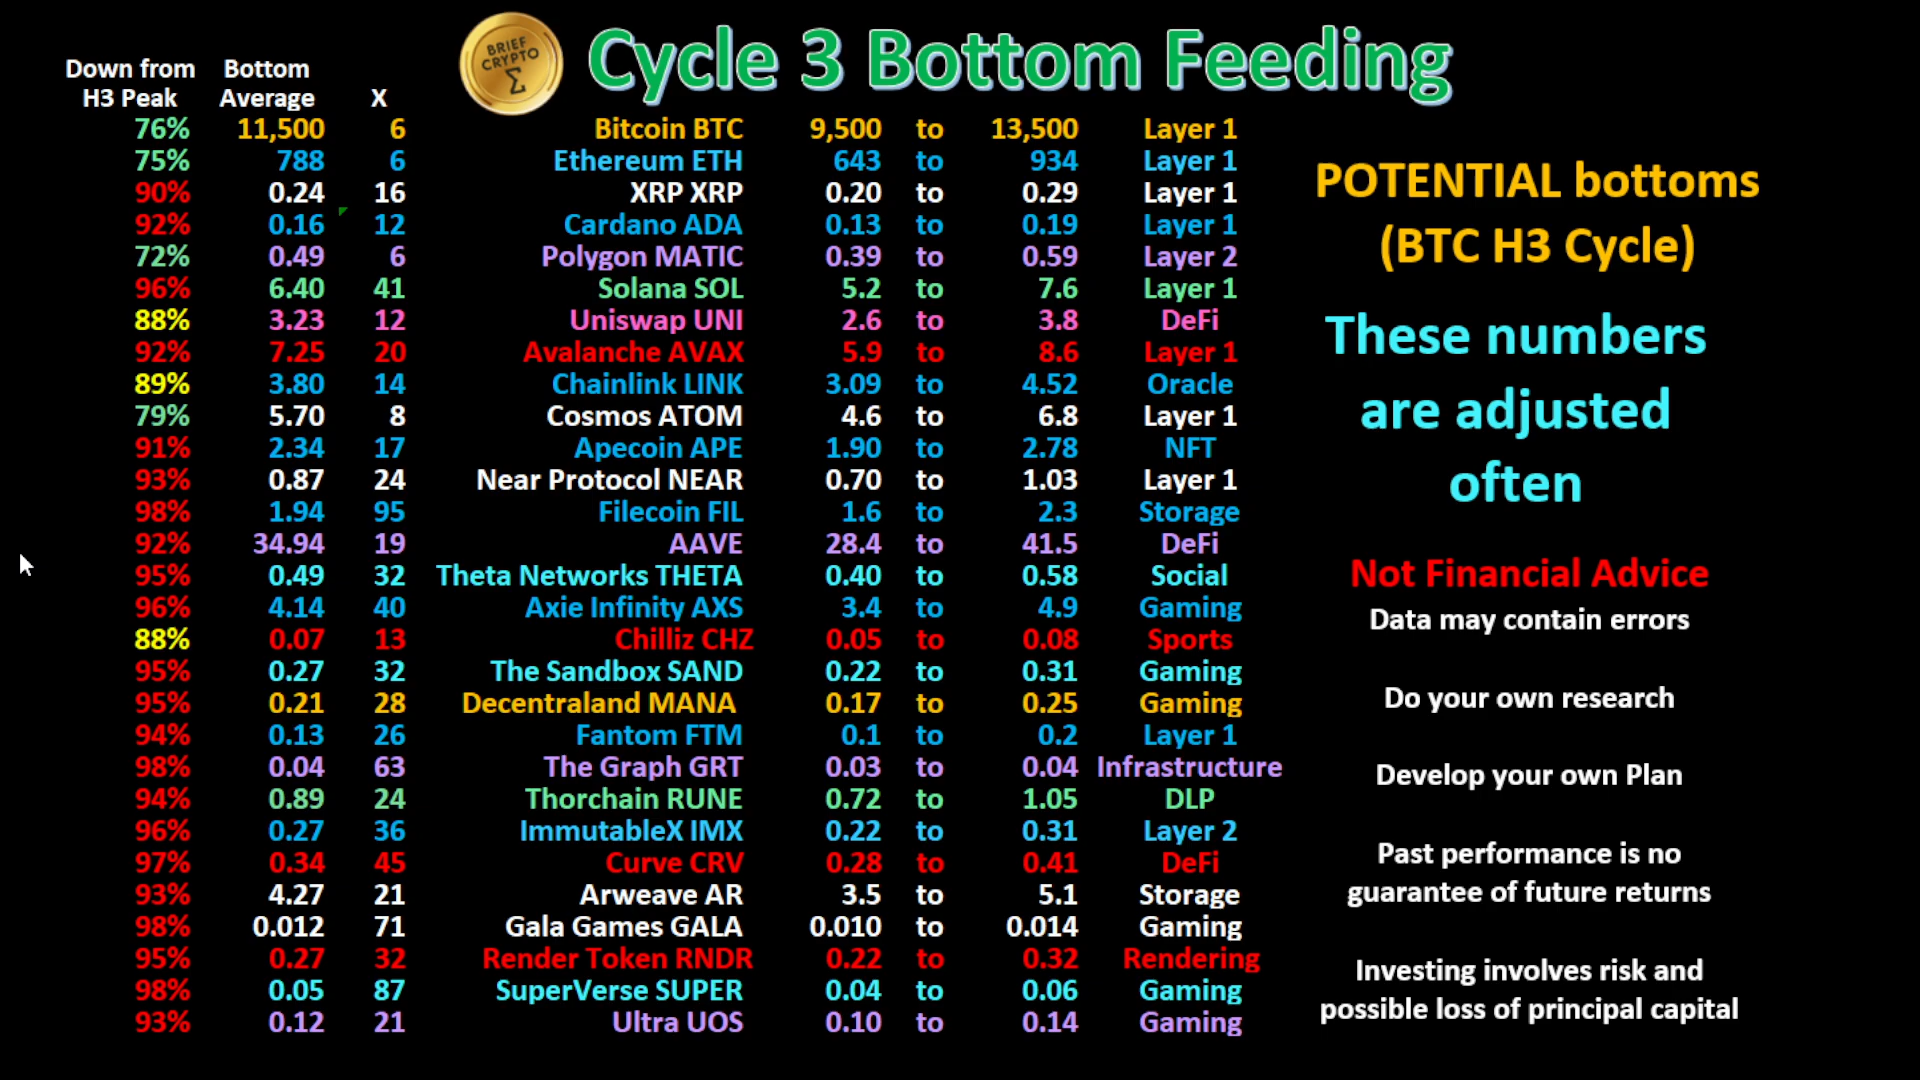 BRIEF
CRYPTO
Σ
Cycle 3 Bottom Feeding
Down from Bottom
H3 Peak Average X
76% 11,500 6 Bitcoin BTC 9,500 to 13,500 Layer 1
75% 788 6 Ethereum ETH 643 to 934 Layer 1
90% 0.24 16 XRP XRP 0.20 to 0.29 Layer 1
92% 0.16 12 Cardano ADA 0.13 to 0.19 Layer 1
72% 0.49 6 Polygon MATIC 0.39 to 0.59 Layer 2
96% 6.40 41 Solana SOL 5.2 to 7.6 Layer 1
88% 3.23 12 Uniswap UNI 2.6 to 3.8 DeFi
92% 7.25 20 Avalanche AVAX 5.9 to 8.6 Layer 1
89% 3.80 14 Chainlink LINK 3.09 to 4.52 Oracle
79% 5.70 8 Cosmos ATOM 4.6 to 6.8 Layer 1
91% 2.34 17 Apecoin APE 1.90 to 2.78 NFT
93% 0.87 24 Near Protocol NEAR 0.70 to 1.03 Layer 1
98% 1.94 95 Filecoin FIL 1.6 to 2.3 Storage
92% 34.94 19 AAVE 28.4 to 41.5 DeFi
95% 0.49 32 Theta Networks THETA 0.40 to 0.58 Social
96% 4.14 40 Axie Infinity AXS 3.4 to 4.9 Gaming
88% 0.07 13 Chilliz CHZ 0.05 to 0.08 Sports
95% 0.27 32 The Sandbox SAND 0.22 to 0.31 Gaming
95% 0.21 28 Decentraland MANA 0.17 to 0.25 Gaming
94% 0.13 26 Fantom FTM 0.1 to 0.2 Layer 1
98% 0.04 63 The Graph GRT 0.03 to 0.04 Infrastructure
94% 0.89 24 Thorchain RUNE 0.72 to 1.05 DLP
96% 0.27 36 ImmutableX IMX 0.22 to 0.31 Layer 2
97% 0.34 45 Curve CRV 0.28 to 0.41 DeFi
93% 4.27 21 Arweave AR 3.5 to 5.1 Storage
98% 0.012 71 Gala Games GALA 0.010 to 0.014 Gaming
95% 0.27 32 Render Token RNDR 0.22 to 0.32 Rendering
98% 0.05 87 SuperVerse SUPER 0.04 to 0.06 Gaming
93% 0.12 21 Ultra UOS 0.10 to 0.14 Gaming
POTENTIAL bottoms
(BTC H3 Cycle)
These numbers
are adjusted
often
Not Financial Advice
Data may contain errors
Do your own research
Develop your own Plan
Past performance is no
guarantee of future returns
Investing involves risk and
possible loss of principal capital